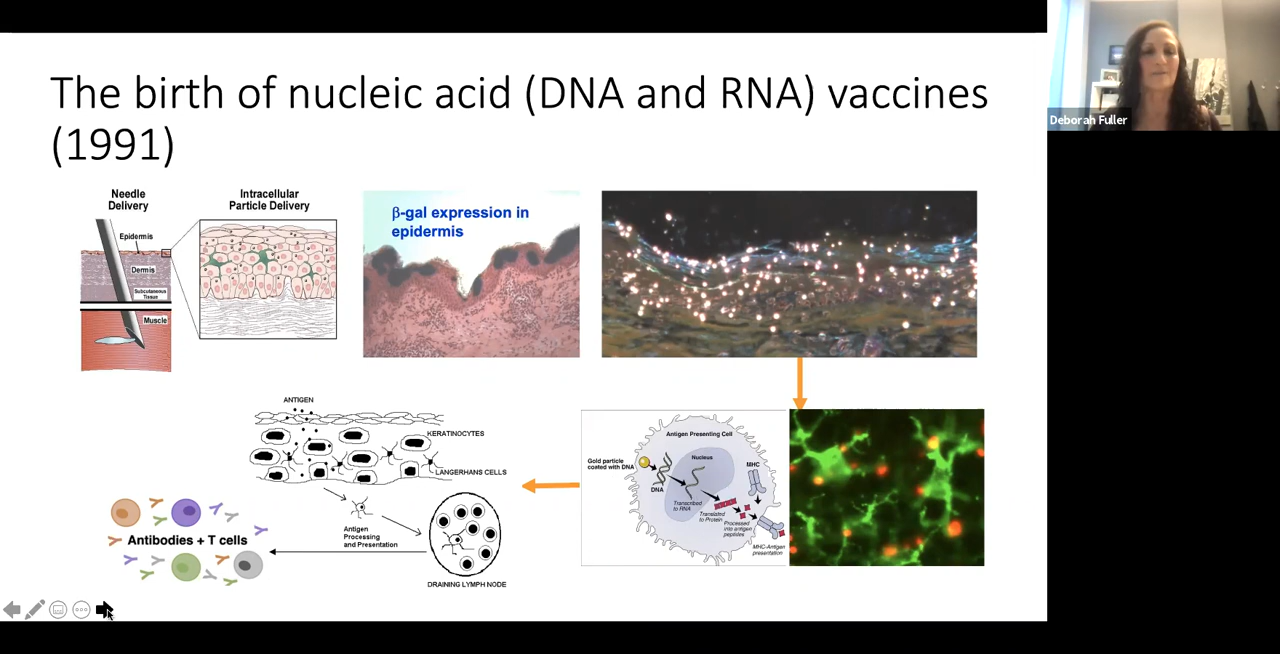 The birth of nucleic acid (DNA and RNA) vaccines
(1991)
Deborah Fuller
Needle
Delivery
Epidermis
Dermis
Subcutaneous
Tissue
Muscle
Intracellular
Particle Delivery
β-gal expression in
epidermis
ANTIGEN
KERATINOCYTES
LANGERHANS CELLS
Antigen
Processing
and Presentation
DRAINING LYMPH NODE
Antibodies + T cells
Antigen Presenting Cell
Gold particle
coated with DNA
Nucleus
DNA
MHC
Transcribed
to RNA
Translated
to Protein
Processed
into antigen
peptides
MHC-Antigen
presentation